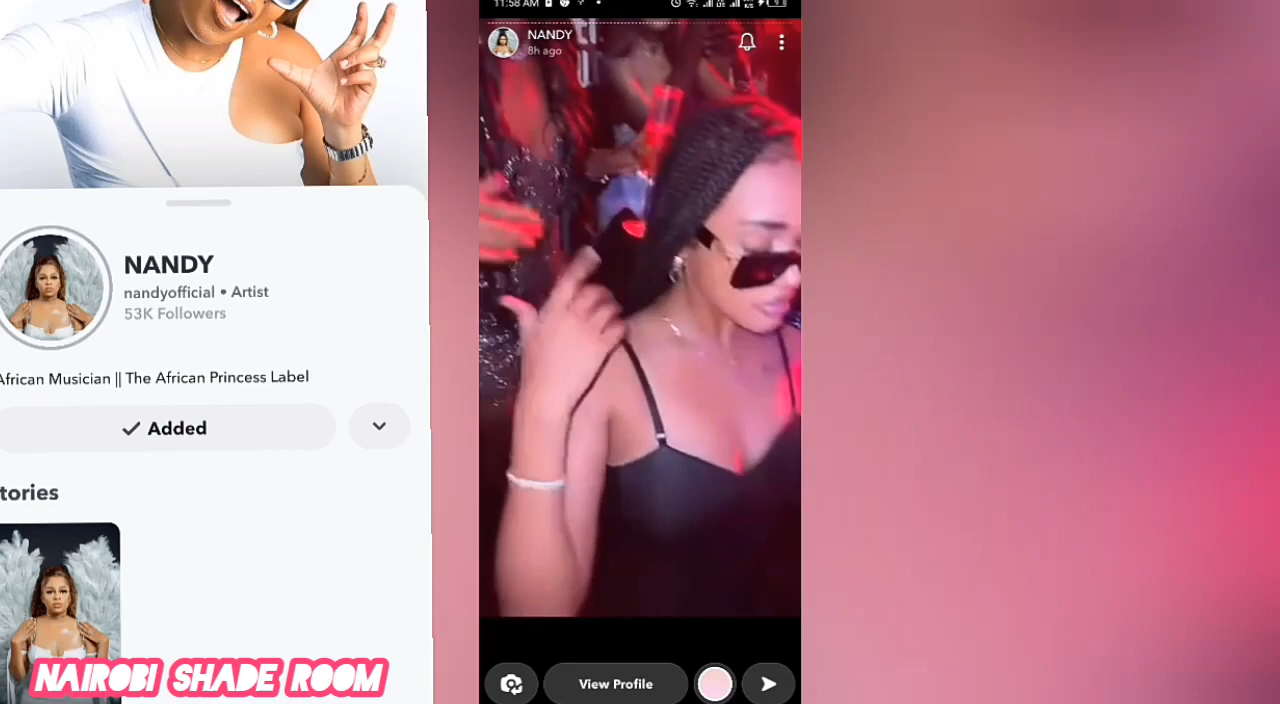 NANDY
nandyofficial • Artist
53K Followers
African Musician || The African Princess Label
Added
tories
NAIROBI SHADE ROOM
11:58 AM
NANDY
8h ago
View Profile